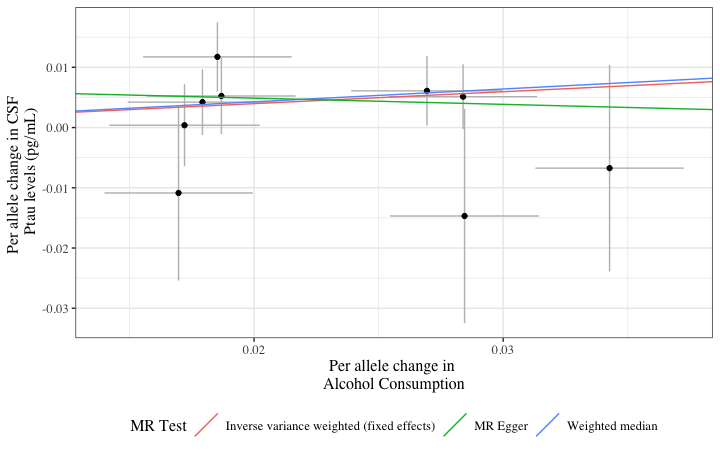 Per allele change in CSF
Ptau levels (pg/mL)
0.01
0.00
-0.01
-0.02
-0.03
0.02
0.03
Per allele change in
Alcohol Consumption
MR Test
Inverse variance weighted (fixed effects)
MR Egger
Weighted median